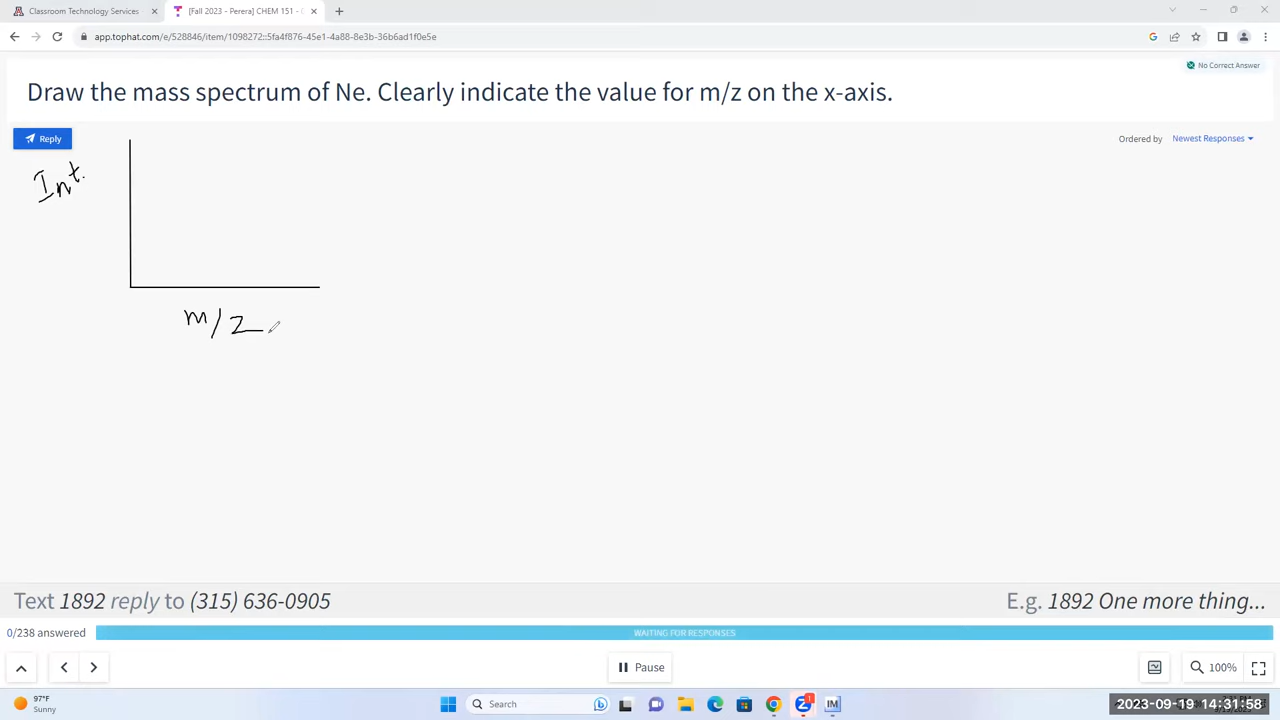 Classroom Technology Services
[Fall 2023 - Perera] CHEM 151 - E
app.tophat.com/e/528846/item/1098272::5fa4f876-45e1-4a88-8e3b-36b6ad1f0e5e
No Correct Answer
Draw the mass spectrum of Ne. Clearly indicate the value for m/z on the x-axis.
Reply
Ordered by Newest Responses
Int.
m/z
Text 1892 reply to (315) 636-0905
E.g. 1892 One more thing...
0/238 answered
WAITING FOR RESPONSES
Pause
100%
97°F
Sunny
Search
1
IM
2023-09-19 14:31:58